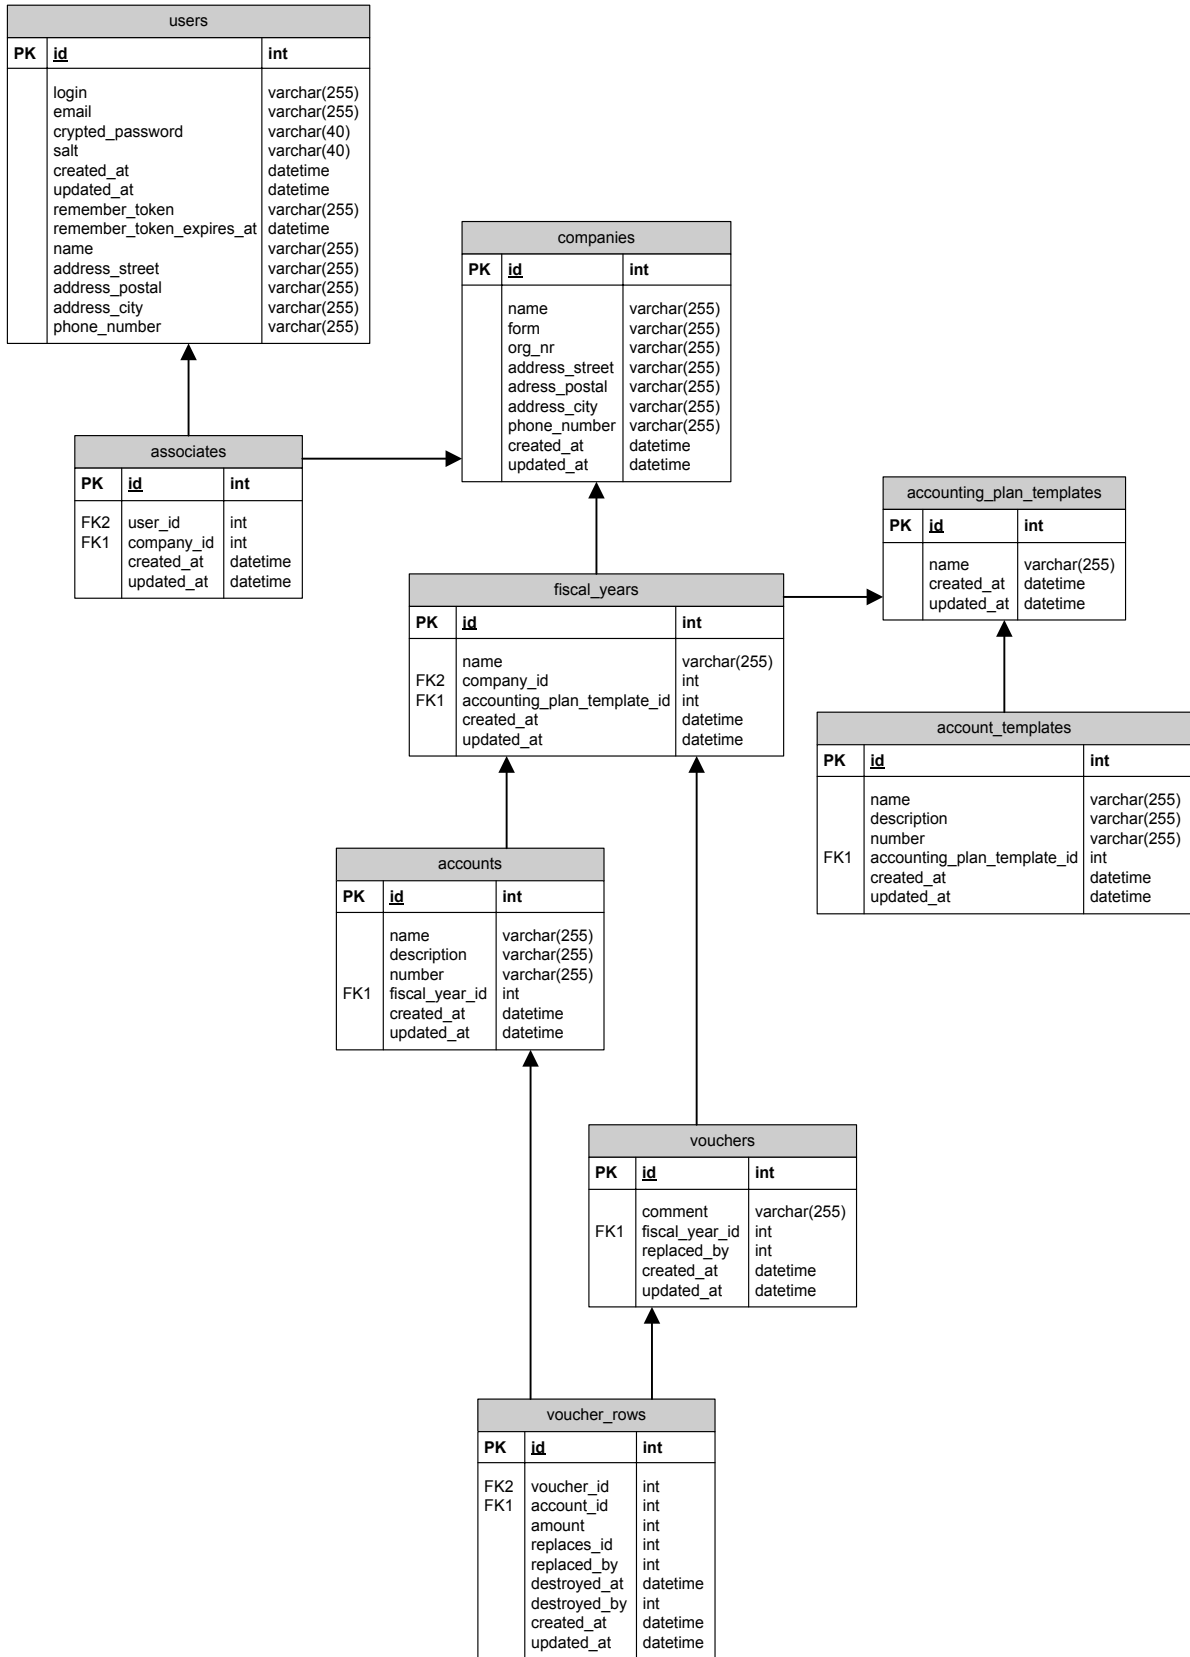 users
PK id int
login varchar(255)
email varchar(255)
crypted_password varchar(40)
salt varchar(40)
created_at datetime
updated_at datetime
remember_token varchar(255)
remember_token_expires_at datetime
name varchar(255)
address_street varchar(255)
address_postal varchar(255)
address_city varchar(255)
phone_number varchar(255)
companies
PK id int
name varchar(255)
form varchar(255)
org_nr varchar(255)
address_street varchar(255)
adress_postal varchar(255)
address_city varchar(255)
phone_number varchar(255)
created_at datetime
updated_at datetime
associates
PK id int
FK2 user_id int
FK1 company_id int
created_at datetime
updated_at datetime
accounting_plan_templates
PK id int
name varchar(255)
created_at datetime
updated_at datetime
fiscal_years
PK id int
name varchar(255)
FK2 company_id int
FK1 accounting_plan_template_id int
created_at datetime
updated_at datetime
account_templates
PK id int
name varchar(255)
description varchar(255)
number varchar(255)
FK1 accounting_plan_template_id int
created_at datetime
updated_at datetime
accounts
PK id int
name varchar(255)
description varchar(255)
number varchar(255)
FK1 fiscal_year_id int
created_at datetime
updated_at datetime
vouchers
PK id int
comment varchar(255)
FK1 fiscal_year_id int
replaced_by int
created_at datetime
updated_at datetime
voucher_rows
PK id int
FK2 voucher_id int
FK1 account_id int
amount int
replaces_id int
replaced_by int
destroyed_at datetime
destroyed_by int
created_at datetime
updated_at datetime